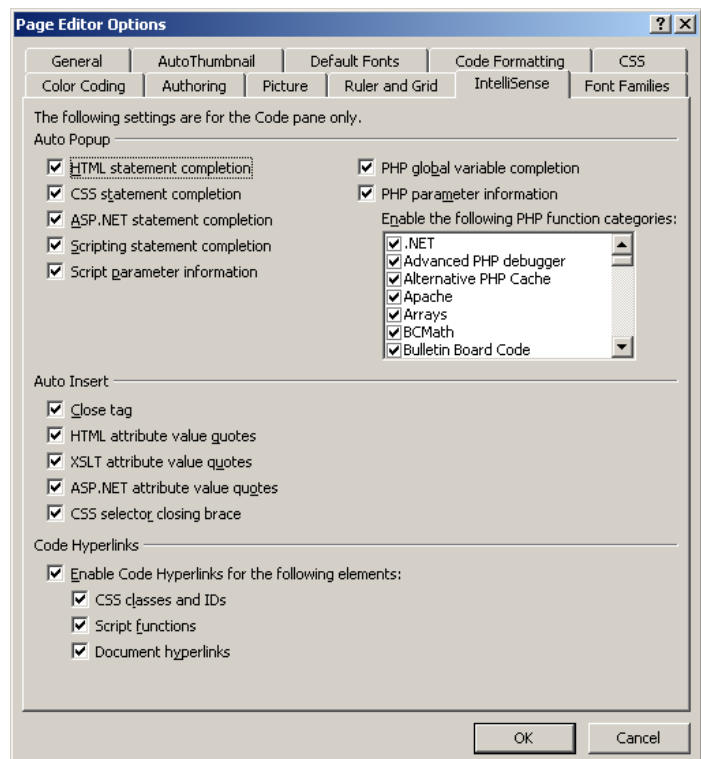 Page Editor Options
General AutoThumbnail Default Fonts Code Formatting CSS
Color Coding Authoring Picture Ruler and Grid IntelliSense Font Families
The following settings are for the Code pane only.
Auto Popup
HTML statement completion
CSS statement completion
ASP.NET statement completion
Scripting statement completion
Script parameter information
PHP global variable completion
PHP parameter information
Enable the following PHP function categories:
.NET
Advanced PHP debugger
Alternative PHP Cache
Apache
Arrays
BCMath
Bulletin Board Code
Auto Insert
Close tag
HTML attribute value quotes
XSLT attribute value quotes
ASP.NET attribute value quotes
CSS selector closing brace
Code Hyperlinks
Enable Code Hyperlinks for the following elements:
CSS classes and IDs
Script functions
Document hyperlinks
OK Cancel